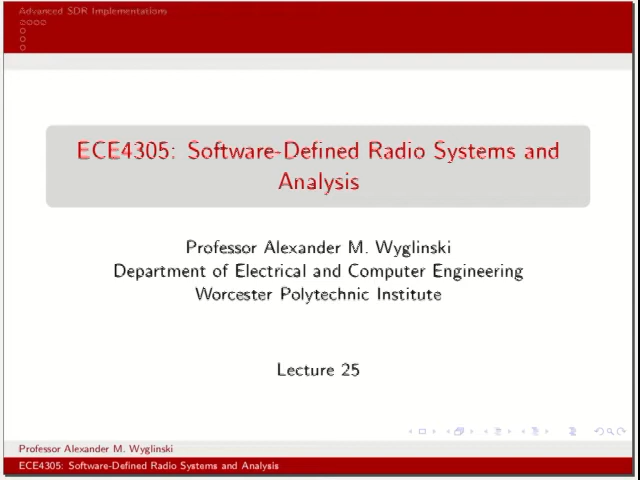 Advanced SDR Implementations
ECE4305: Software-Defined Radio Systems and
Analysis
Professor Alexander M. Wyglinski
Department of Electrical and Computer Engineering
Worcester Polytechnic Institute
Lecture 25
Professor Alexander M. Wyglinski
ECE4305: Software-Defined Radio Systems and Analysis